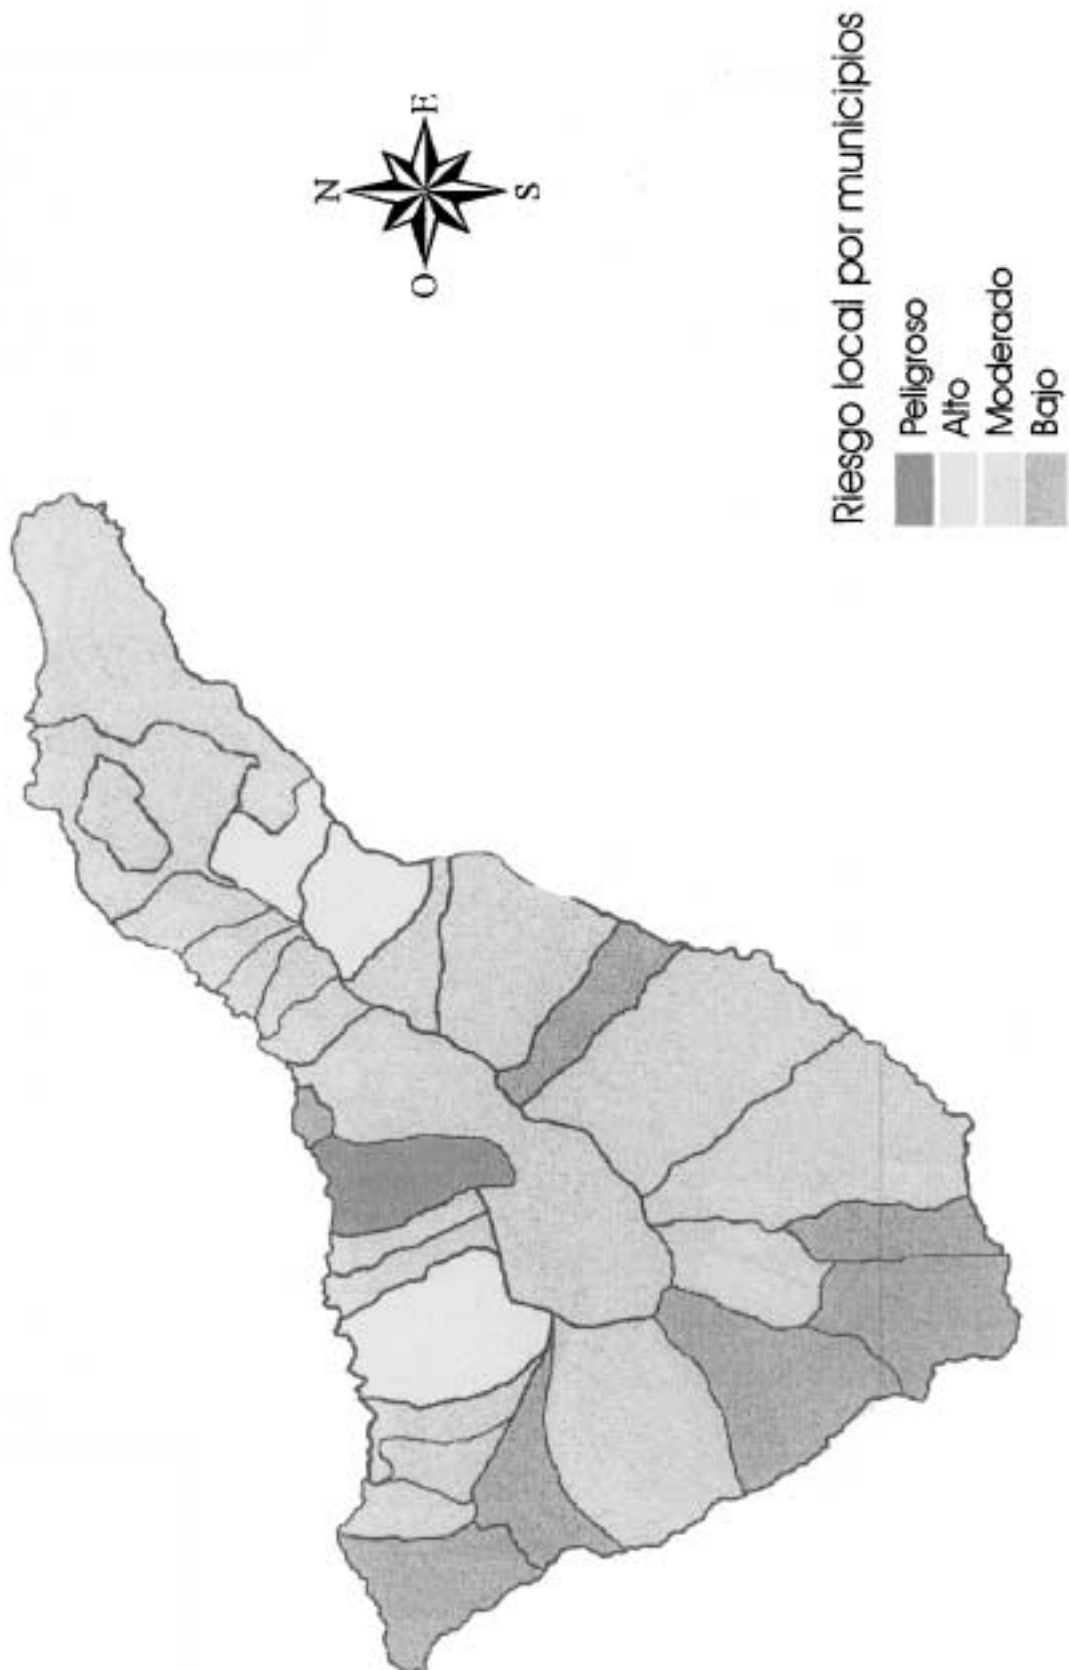 N
E
O
S
Riesgo local por municipios
Peligroso
Alto
Moderado
Bajo